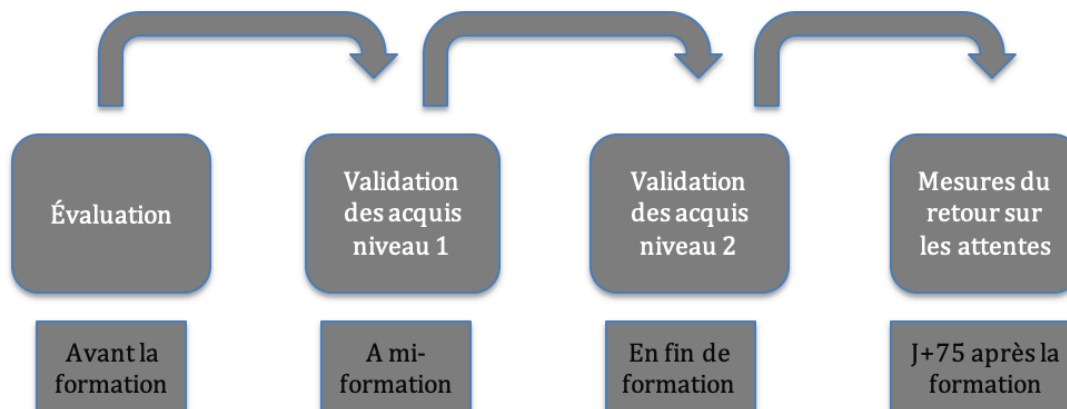 Évaluation
Validation
des acquis
niveau 1
Validation
des acquis
niveau 2
Mesures du
retour sur
les attentes
Avant la
formation
A mi-
formation
En fin de
formation
J+75 après la
formation